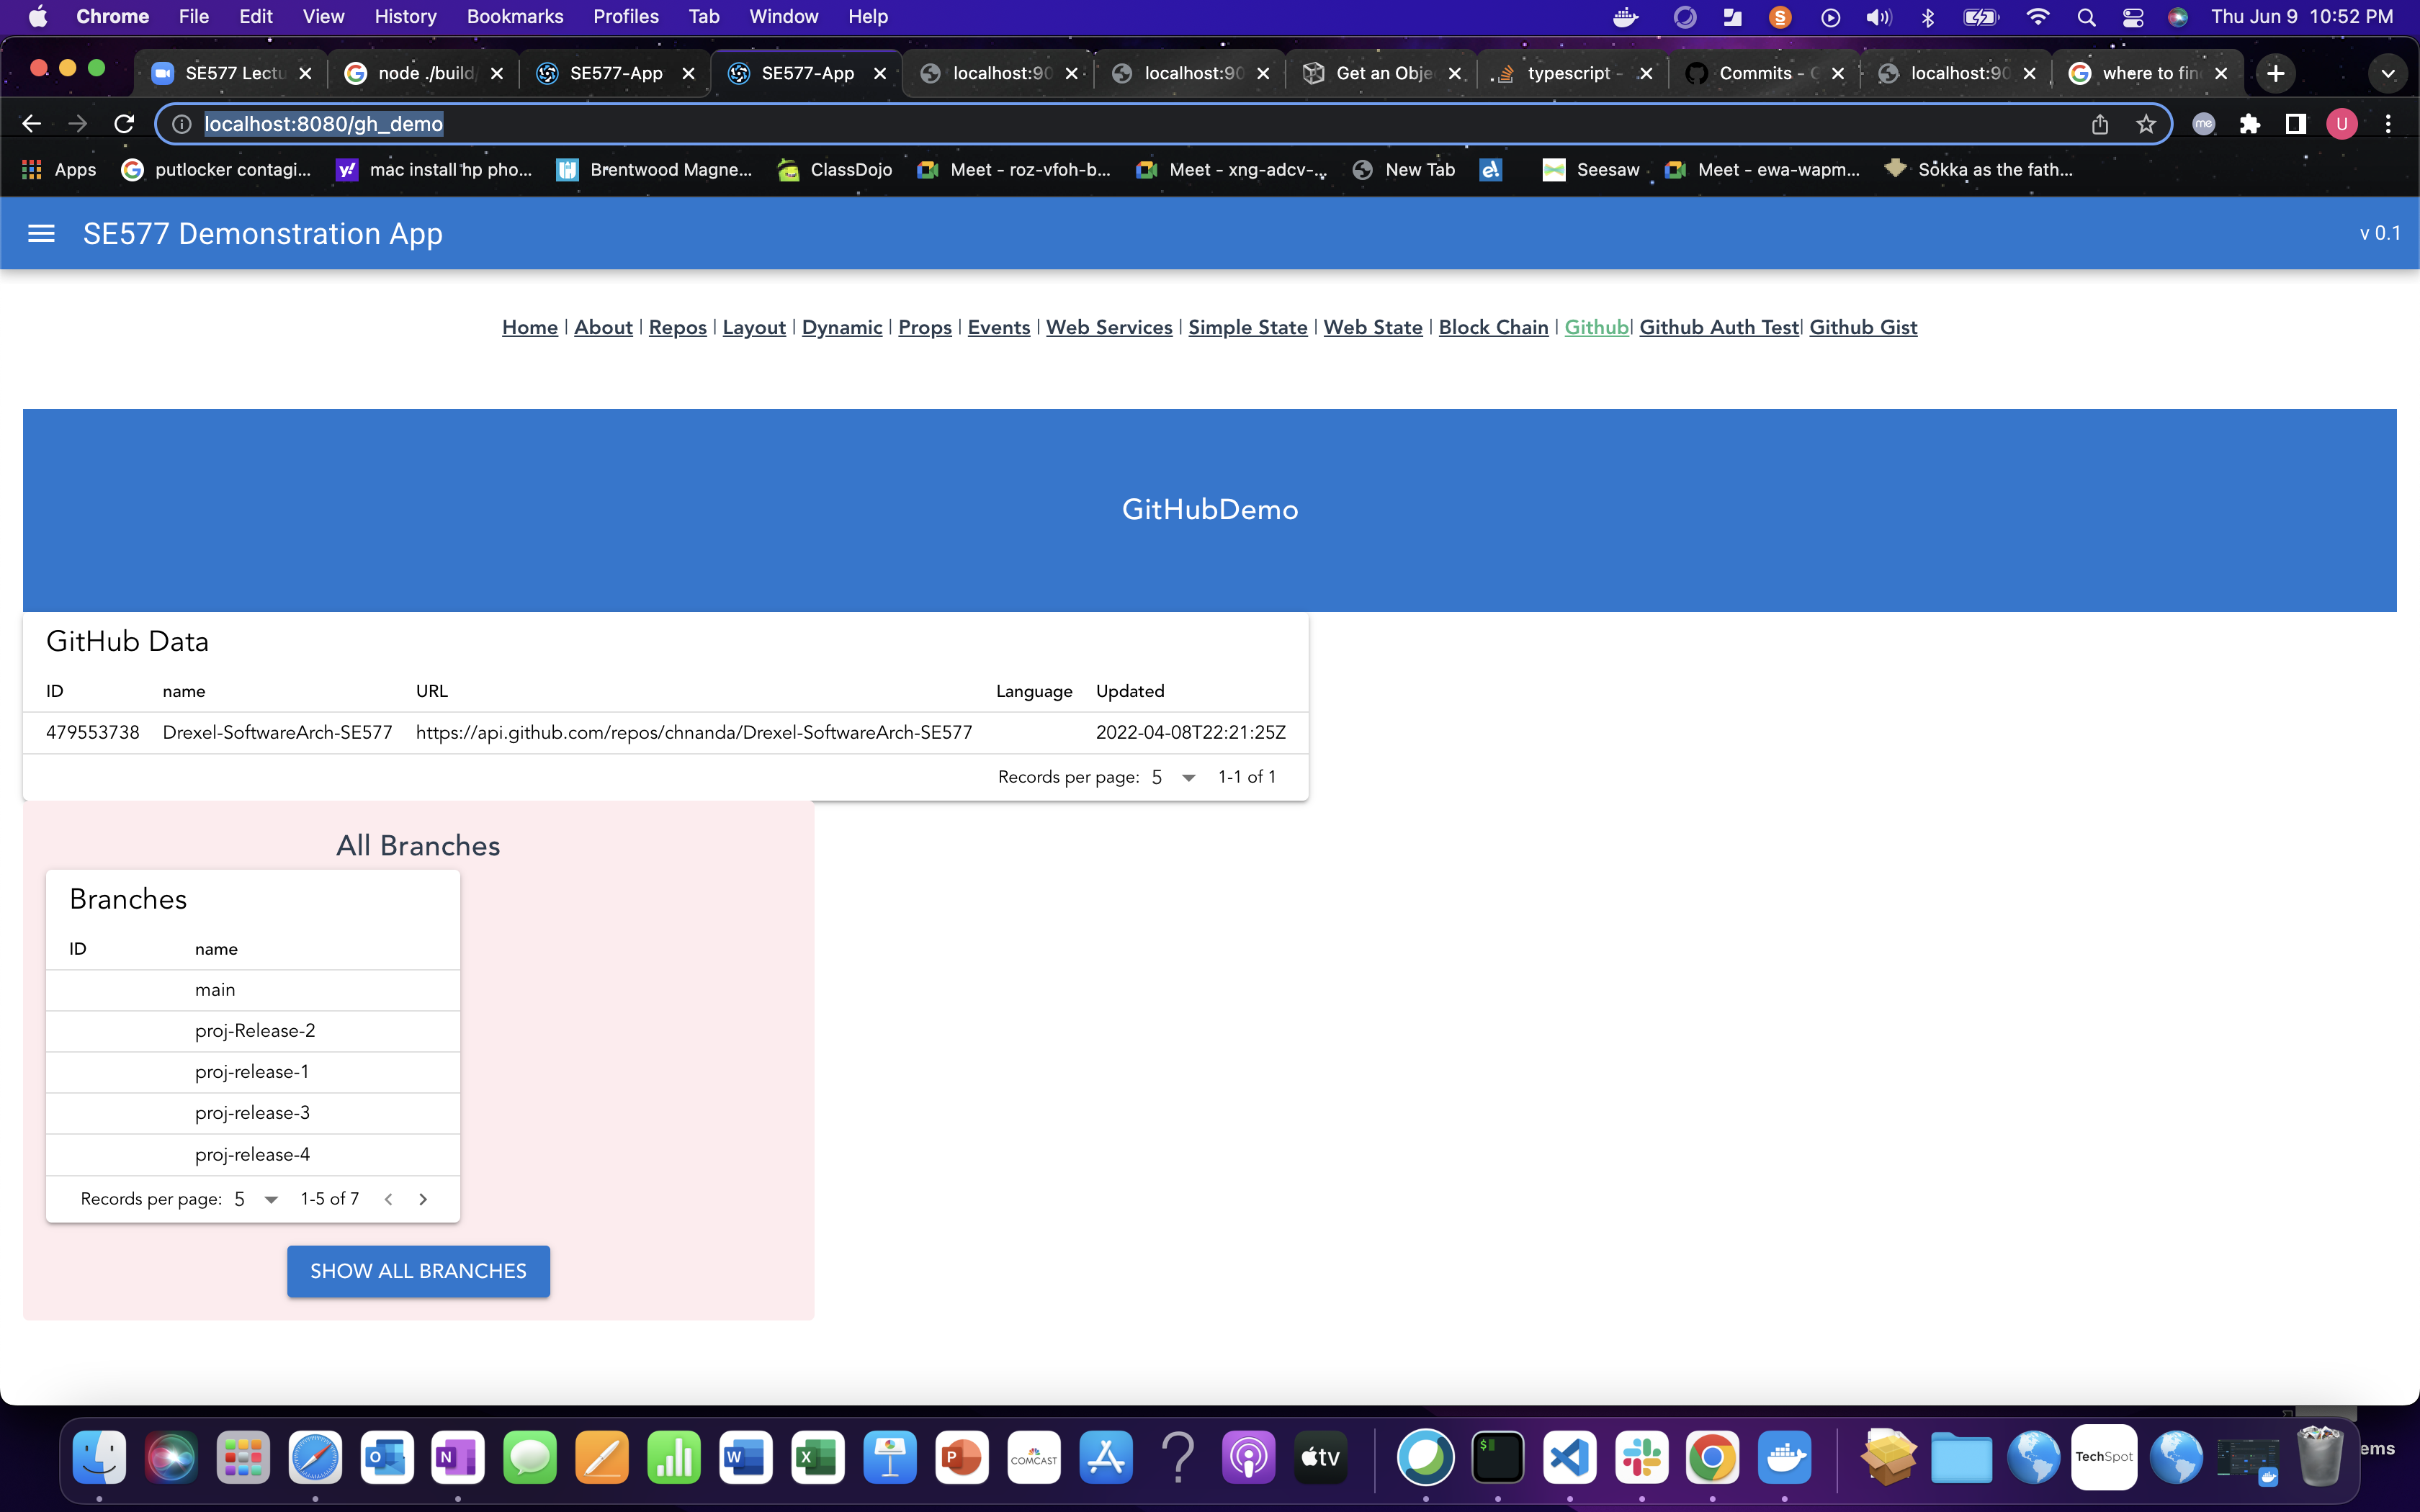 Chrome File Edit View History Bookmarks Profiles Tab Window Help Thu Jun 9 10:52 PM
SE577 Lectu node ./build/ SE577-App SE577-App localhost:90 localhost:90 Get an Obje typescript - Commits - localhost:90 where to fin
localhost:8080/gh_demo me U
Apps putlocker contagi... mac install hp pho... Brentwood Magne... ClassDojo Meet - roz-vfoh-b... Meet - xng-adcv-... New Tab Seesaw Meet - ewa-wapm... Sokka as the fath...
SE577 Demonstration App v 0.1
Home | About | Repos | Layout | Dynamic | Props | Events | Web Services | Simple State | Web State | Block Chain | Github| Github Auth Test| Github Gist
GitHubDemo
GitHub Data
ID name URL Language Updated
479553738 Drexel-SoftwareArch-SE577 https://api.github.com/repos/chnanda/Drexel-SoftwareArch-SE577 2022-04-08T22:21:25Z
Records per page: 5 1-1 of 1
All Branches
Branches
ID name
main
proj-Release-2
proj-release-1
proj-release-3
proj-release-4
Records per page: 5 1-5 of 7
SHOW ALL BRANCHES
COMCAST tv TechSpot ems